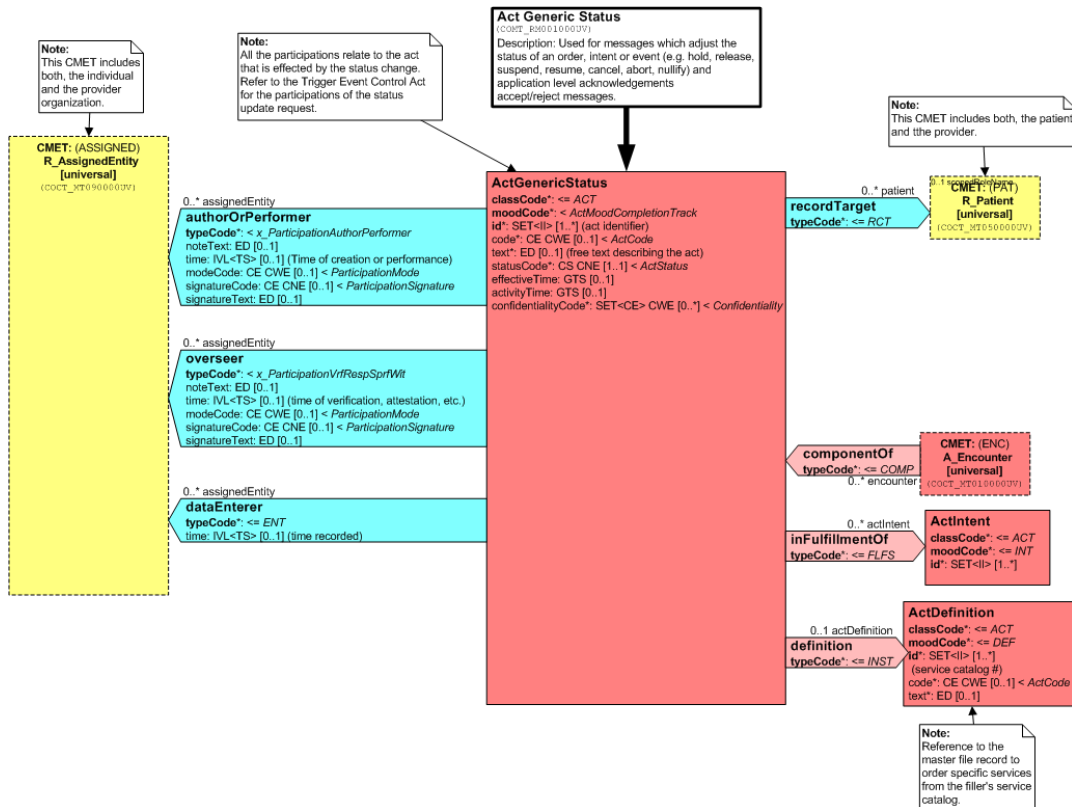 Act Generic Status
(COMT_RM001000UV)
Description: Used for messages which adjust the
status of an order, intent or event (e.g. hold, release,
suspend, resume, cancel, abort, nullify) and
application level acknowledgements
accept/reject messages.
Note:
This CMET includes
both, the individual
and the provider
organization.
Note:
All the participations relate to the act
that is effected by the status change.
Refer to the Trigger Event Control Act
for the participations of the status
update request.
Note:
This CMET includes both, the patient
and tthe provider.
CMET: (ASSIGNED)
R_AssignedEntity
[universal]
(COCT_MT090000UV)
0..* assignedEntity
authorOrPerformer
typeCode*: < x_ParticipationAuthorPerformer
noteText: ED [0..1]
time: IVL<TS> [0..1] (Time of creation or performance)
modeCode: CE CWE [0..1] < ParticipationMode
signatureCode: CE CNE [0..1] < ParticipationSignature
signatureText: ED [0..1]
0..* assignedEntity
overseer
typeCode*: < x_ParticipationVrfRespSprfWit
noteText: ED [0..1]
time: IVL<TS> [0..1] (time of verification, attestation, etc.)
modeCode: CE CWE [0..1] < ParticipationMode
signatureCode: CE CNE [0..1] < ParticipationSignature
signatureText: ED [0..1]
0..* assignedEntity
dataEnterer
typeCode*: <= ENT
time: IVL<TS> [0..1] (time recorded)
ActGenericStatus
classCode*: <= ACT
moodCode*: < ActMoodCompletionTrack
id*: SET<II> [1..*] (act identifier)
code*: CE CWE [0..1] < ActCode
text*: ED [0..1] (free text describing the act)
statusCode*: CS CNE [1..1] < ActStatus
effectiveTime: GTS [0..1]
activityTime: GTS [0..1]
confidentialityCode*: SET<CE> CWE [0..*] < Confidentiality
0..* patient
recordTarget
typeCode*: <= RCT
0..1 scopedRoleName
CMET: (PAT)
R_Patient
[universal]
(COCT_MT050000UV)
componentOf
typeCode*: <= COMP
0..* encounter
CMET: (ENC)
A_Encounter
[universal]
(COCT_MT010000UV)
0..* actIntent
inFulfillmentOf
typeCode*: <= FLFS
ActIntent
classCode*: <= ACT
moodCode*: <= INT
id*: SET<II> [1..*]
0..1 actDefinition
definition
typeCode*: <= INST
ActDefinition
classCode*: <= ACT
moodCode*: <= DEF
id*: SET<II> [1..*]
(service catalog #)
code*: CE CWE [0..1] < ActCode
text*: ED [0..1]
Note:
Reference to the
master file record to
order specific services
from the filler's service
catalog.